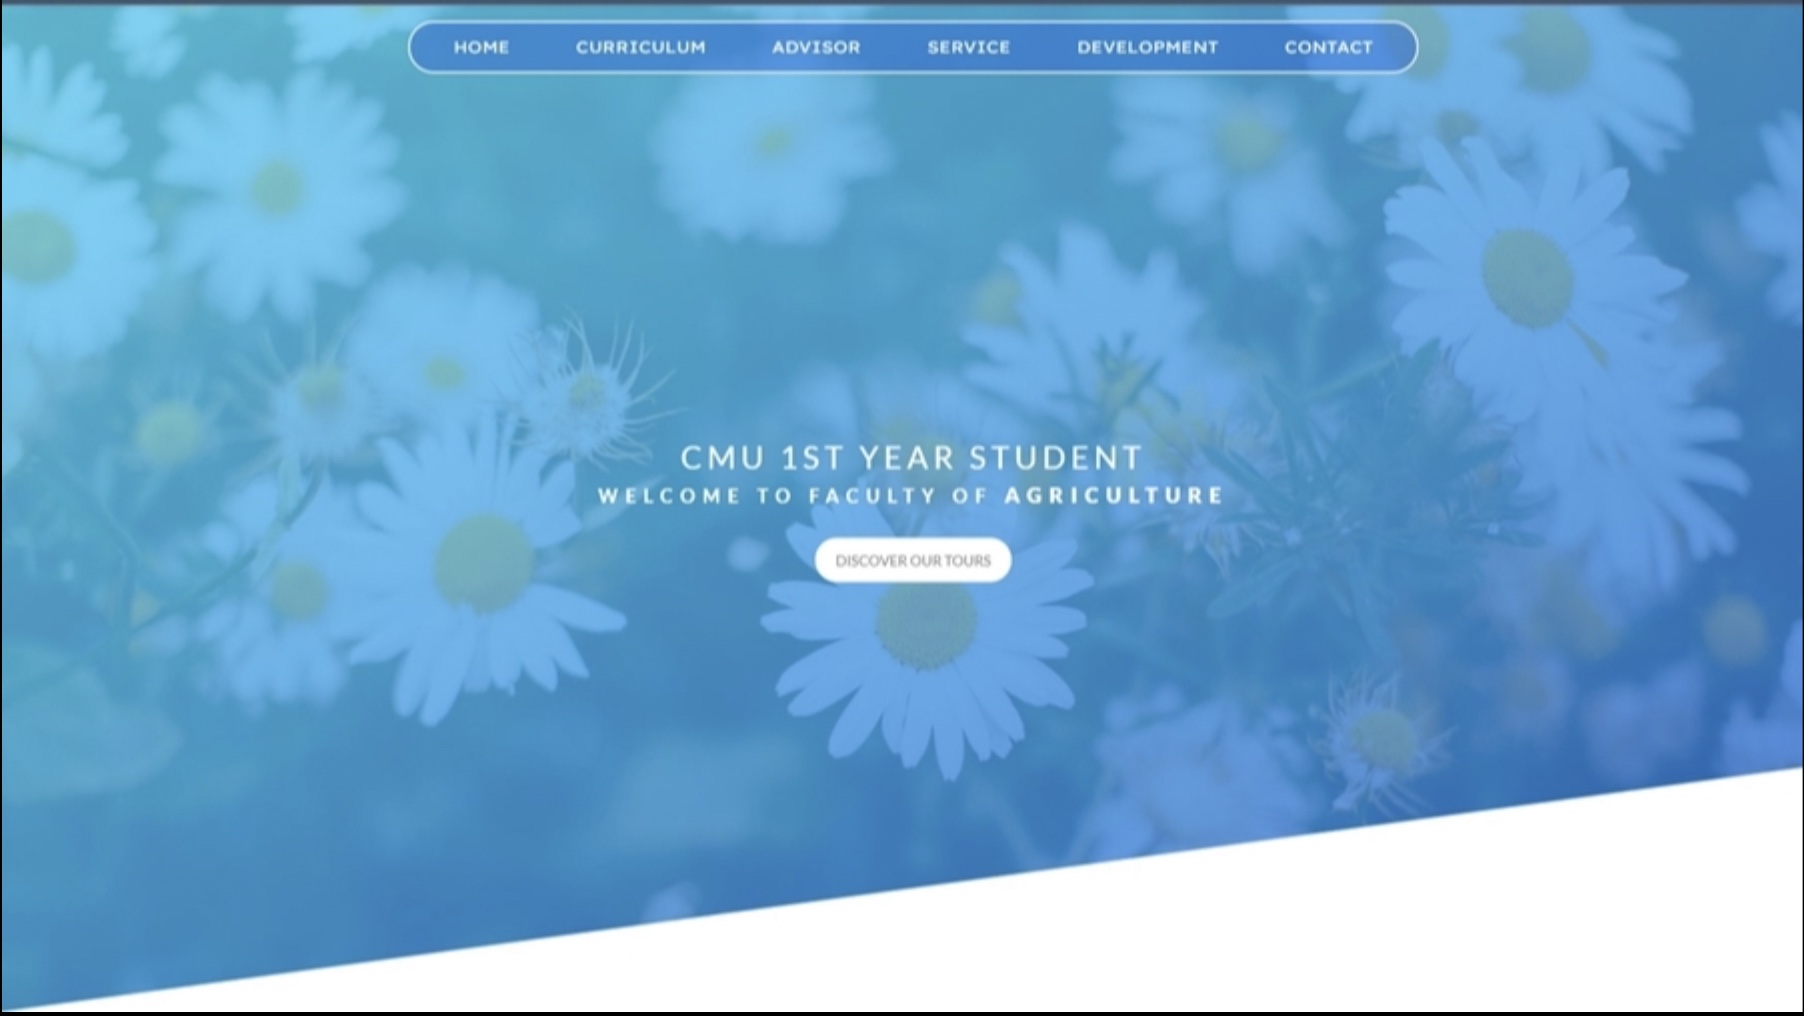 HOME CURRICULUM ADVISOR SERVICE DEVELOPMENT CONTACT
CMU 1ST YEAR STUDENT
WELCOME TO FACULTY OF AGRICULTURE
DISCOVER OUR TOURS